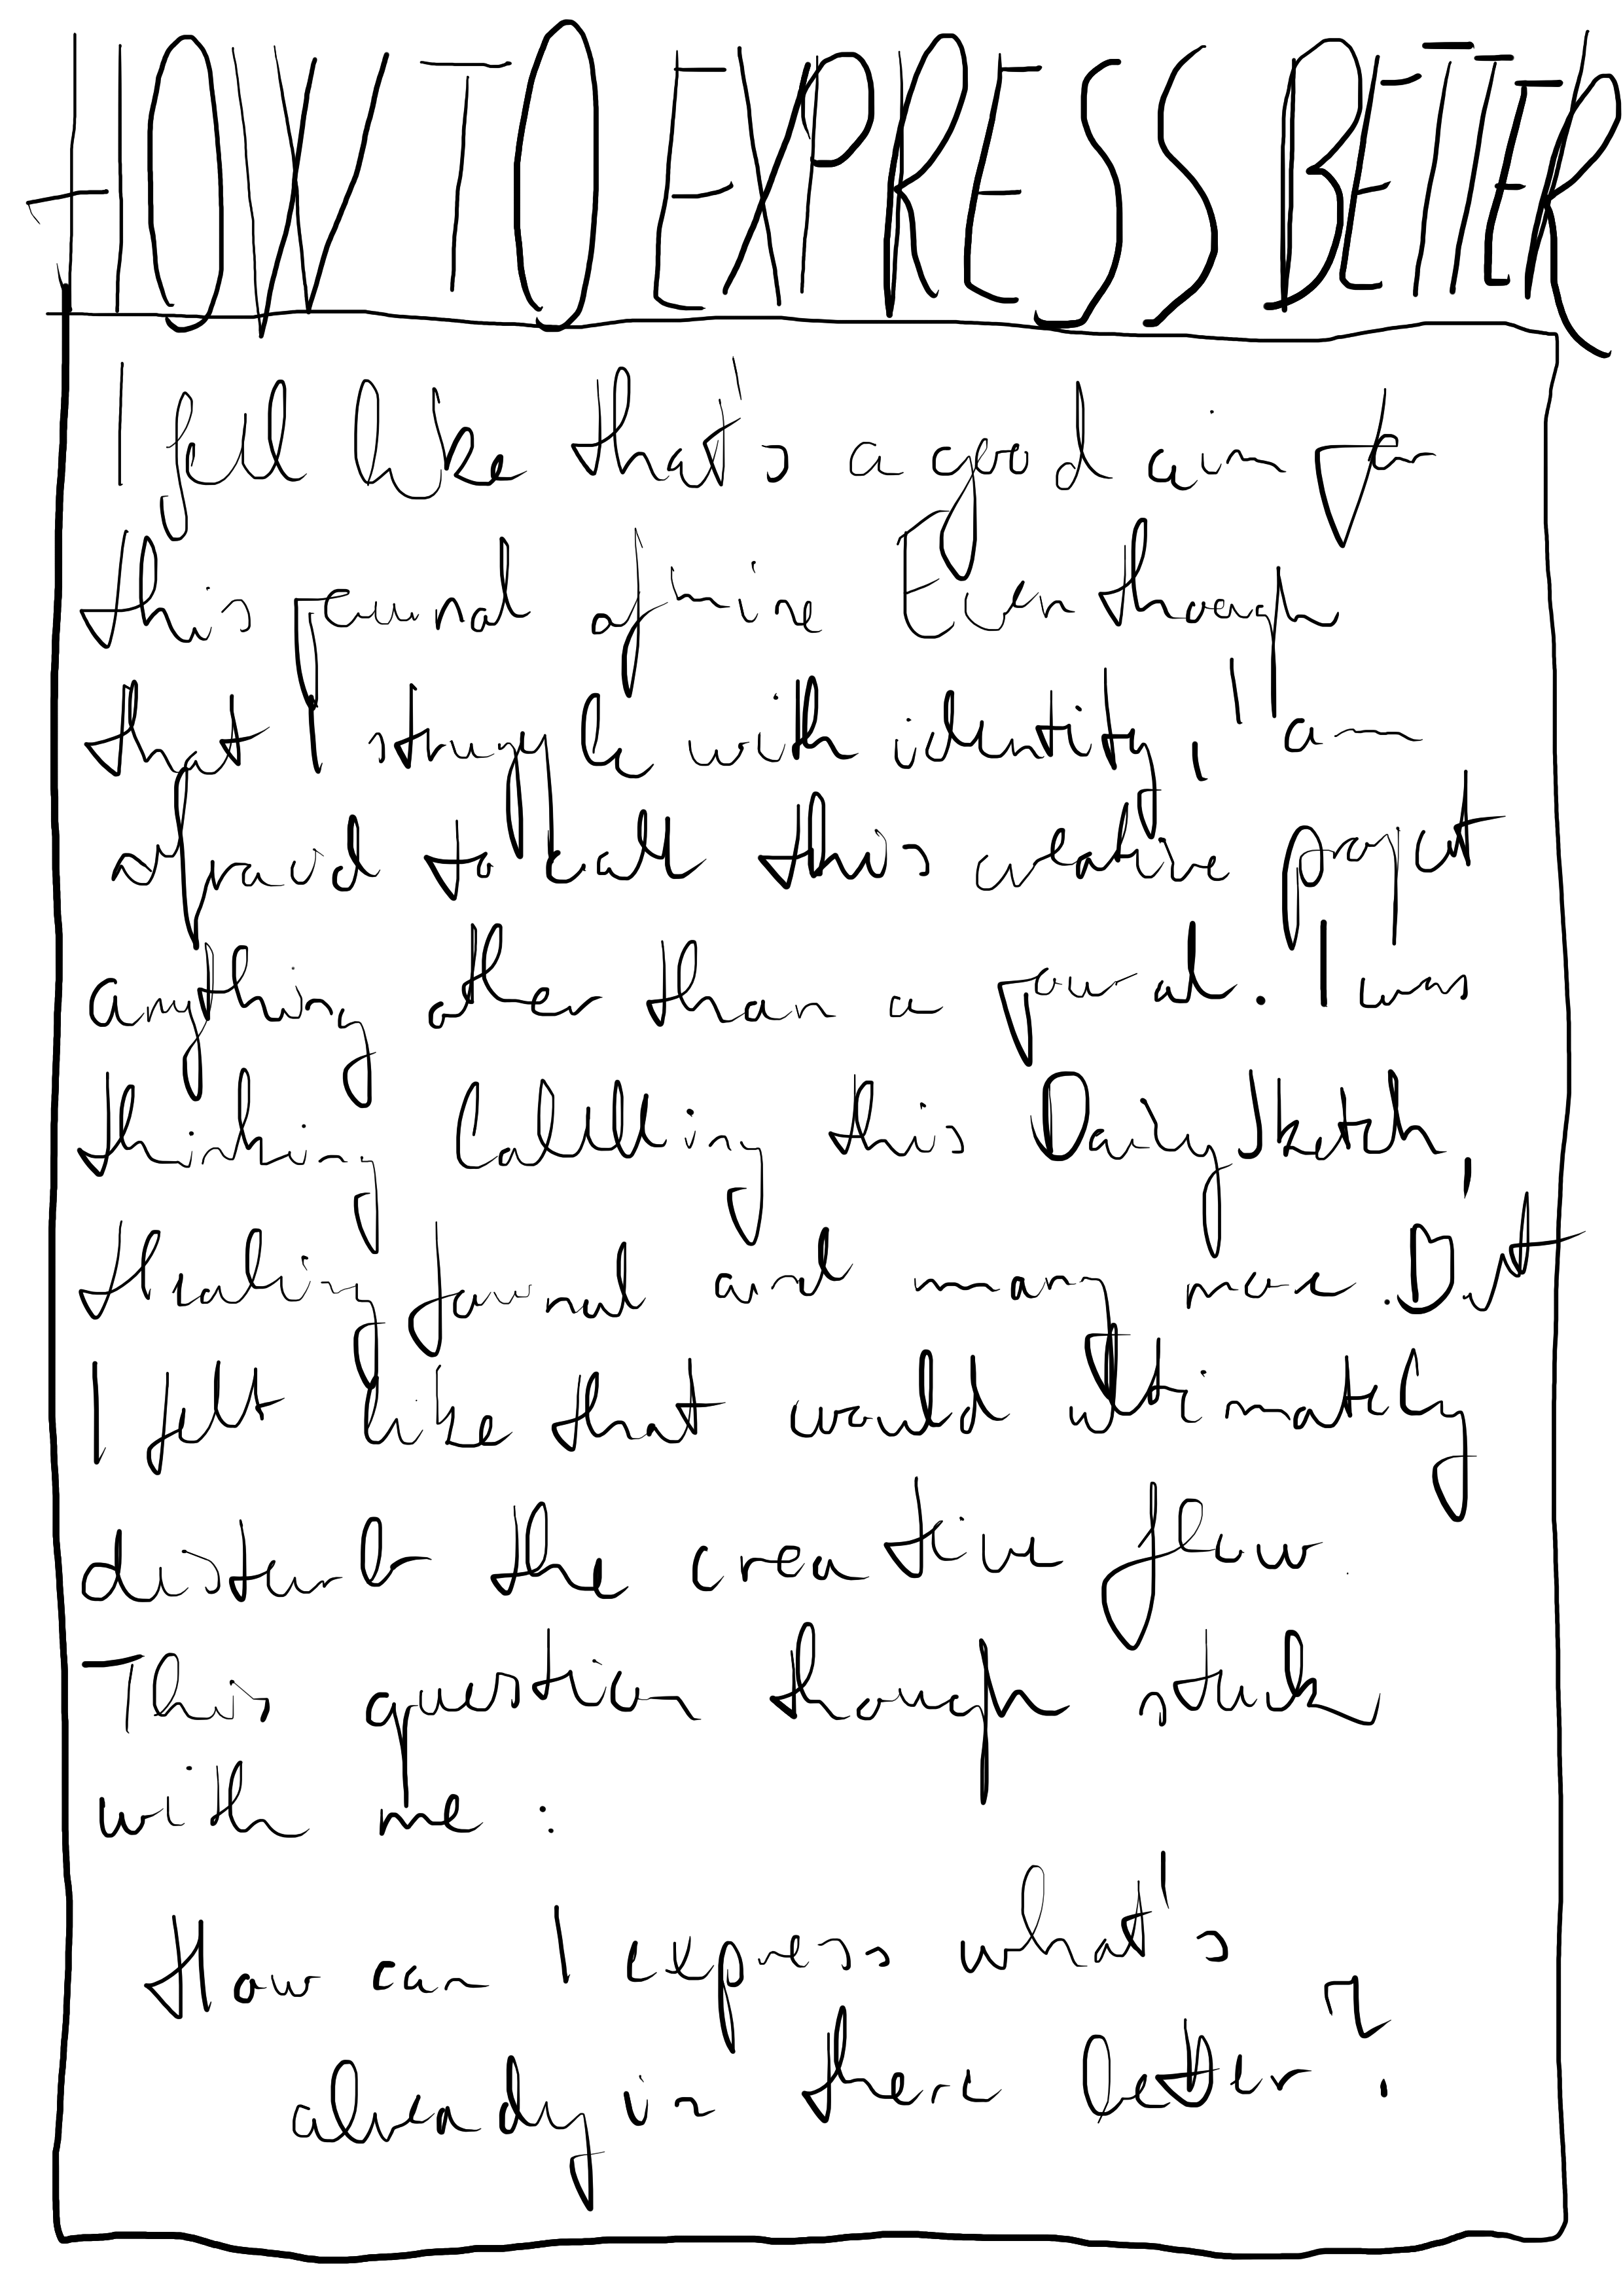 HOW TO EXPRESS BETTER
I feel like that's a good aim for
this journal of mine Even though
that I struggle with identity, I am
afraid to call this creative project
anything other than a journal. I was
thinking Callling this Dairy Sketch,
Healing Journal and many more. But
I felt like that would ultimately
disturb the creative flow.
This question though stuck
with me:
How can I express what's
already in there better?